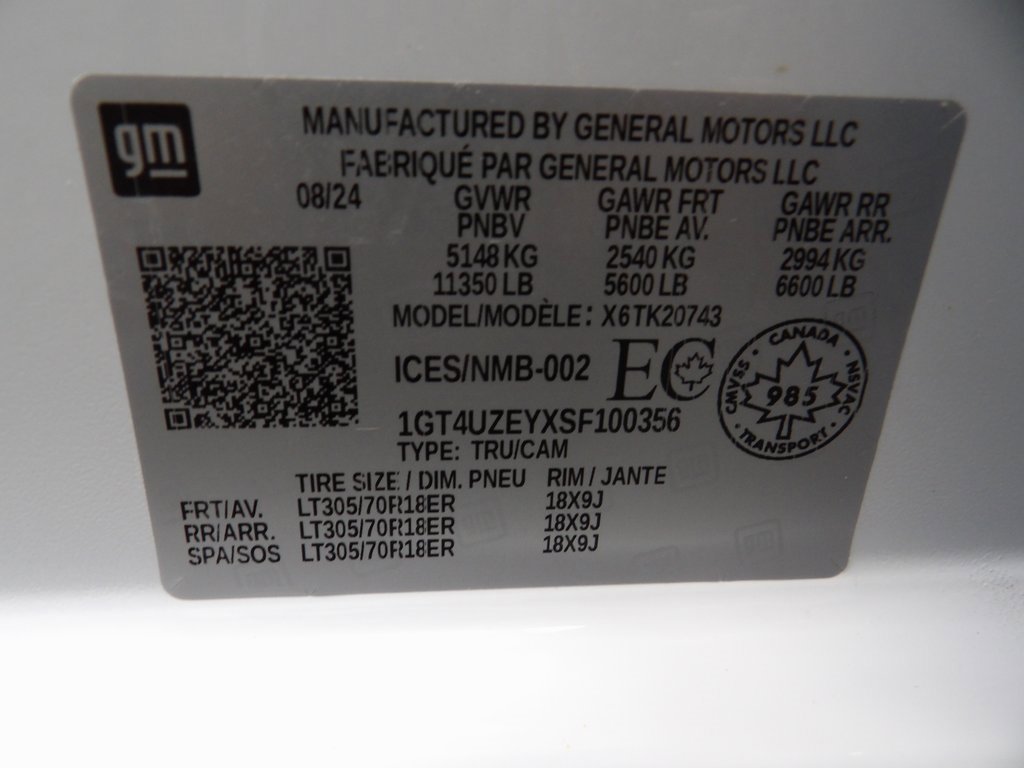 gm
MANUFACTURED BY GENERAL MOTORS LLC
FABRIQUÉ PAR GENERAL MOTORS LLC
08/24 GVWR GAWR FRT GAWR RR
PNBV PNBE AV. PNBE ARR.
5148 KG 2540 KG 2994 KG
11350 LB 5600 LB 6600 LB
MODEL/MODÈLE: X6TK20743
ICES/NMB-002 EC
CANADA
CMVSS 985 NSVAC
TRANSPORT
1GT4UZEYXSF100356
TYPE: TRU/CAM
TIRE SIZE / DIM. PNEU RIM / JANTE
FRT/AV. LT305/70R18ER 18X9J
RR/ARR. LT305/70R18ER 18X9J
SPA/SOS LT305/70R18ER 18X9J